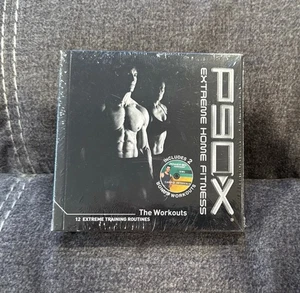 P90X
EXTREME HOME FITNESS
INCLUDES 2
BONUS WORKOUTS
The Workouts
12 EXTREME TRAINING ROUTINES